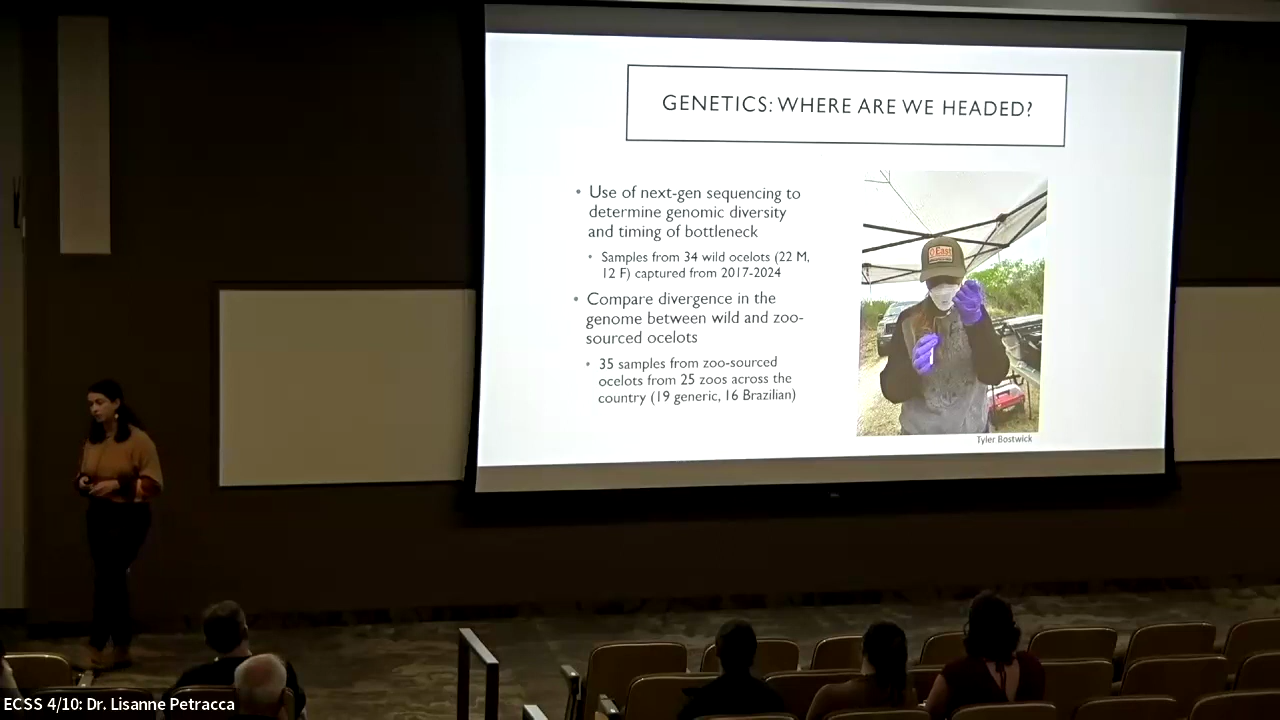 GENETICS: WHERE ARE WE HEADED?
• Use of next-gen sequencing to
determine genomic diversity
and timing of bottleneck
• Samples from 34 wild ocelots (22 M,
12 F) captured from 2017-2024
• Compare divergence in the
genome between wild and zoo-
sourced ocelots
• 35 samples from zoo-sourced
ocelots from 25 zoos across the
country (19 generic, 16 Brazilian)
East
Tyler Bostwick
ECSS 4/10: Dr. Lisanne Petracca